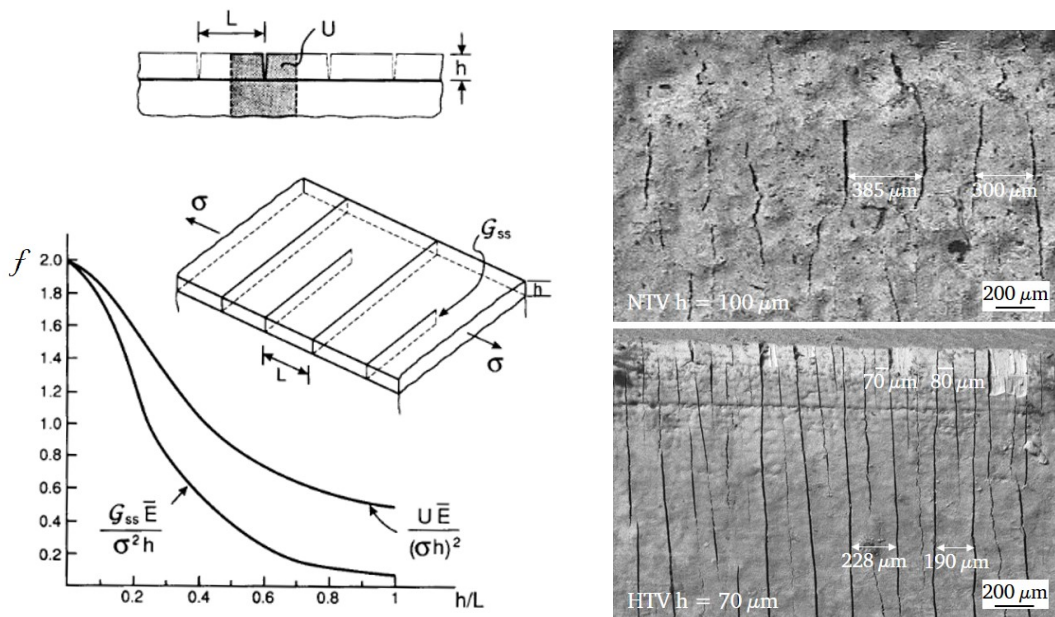 L
U
h
σ
𝒢ss
h
L
σ
f
2.0
1.8
1.6
1.4
1.2
1.0
0.8
0.6
0.4
0.2
𝒢ss E̅
σ²h
U E̅
(σh)²
0.2
0.4
0.6
0.8
1
h/L
385 μm
300 μm
NTV h = 100 μm
200 μm
70 μm
80 μm
228 μm
190 μm
HTV h = 70 μm
200 μm